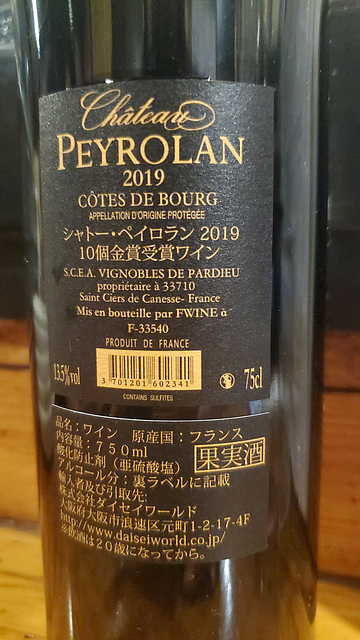 Château
PEYROLAN
2019
CÔTES DE BOURG
APPELLATION D'ORIGINE PROTÉGÉE
シャトー・ペイロラン 2019
10個金賞受賞ワイン
S.C.E.A. VIGNOBLES DE PARDIEU
propriétaire à 33710
Saint Ciers de Canesse- France
Mis en bouteille par FWINE à
F-33540
PRODUIT DE FRANCE
13.5%vol
3 701201 602341
75cl
CONTAINS SULFITES
品名：ワイン 原産国：フランス
内容量：７５０ml
酸化防止剤（亜硫酸塩）
果実酒
アルコール分：裏ラベルに記載
輸入者及び引取先:
株式会社ダイセイワールド
大阪府大阪市浪速区元町1-2-17-4F
http://www.daiseiworld.co.jp/
※飲酒は２０歳になってから。